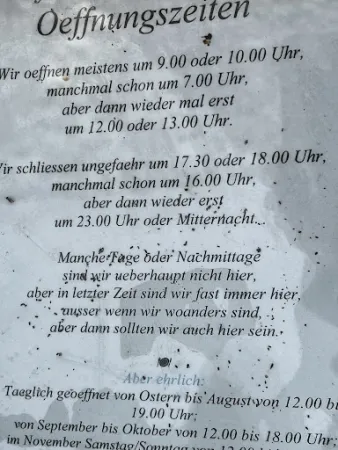 Oeffnungszeiten
Wir oeffnen meistens um 9.00 oder 10.00 Uhr,
manchmal schon um 7.00 Uhr,
aber dann wieder mal erst
um 12.00 oder 13.00 Uhr.
Wir schliessen ungefaehr um 17.30 oder 18.00 Uhr,
manchmal schon um 16.00 Uhr,
aber dann wieder erst
um 23.00 Uhr oder Mitternacht.
Manche Tage oder Nachmittage
sind wir ueberhaupt nicht hier,
aber in letzter Zeit sind wir fast immer hier,
ausser wenn wir woanders sind,
aber dann sollten wir auch hier sein.
Aber ehrlich:
Taeglich geoeffnet von Ostern bis August von 12.00 bis
19.00 Uhr;
von September bis Oktober von 12.00 bis 18.00 Uhr;
im November Samstag/Sonntag von